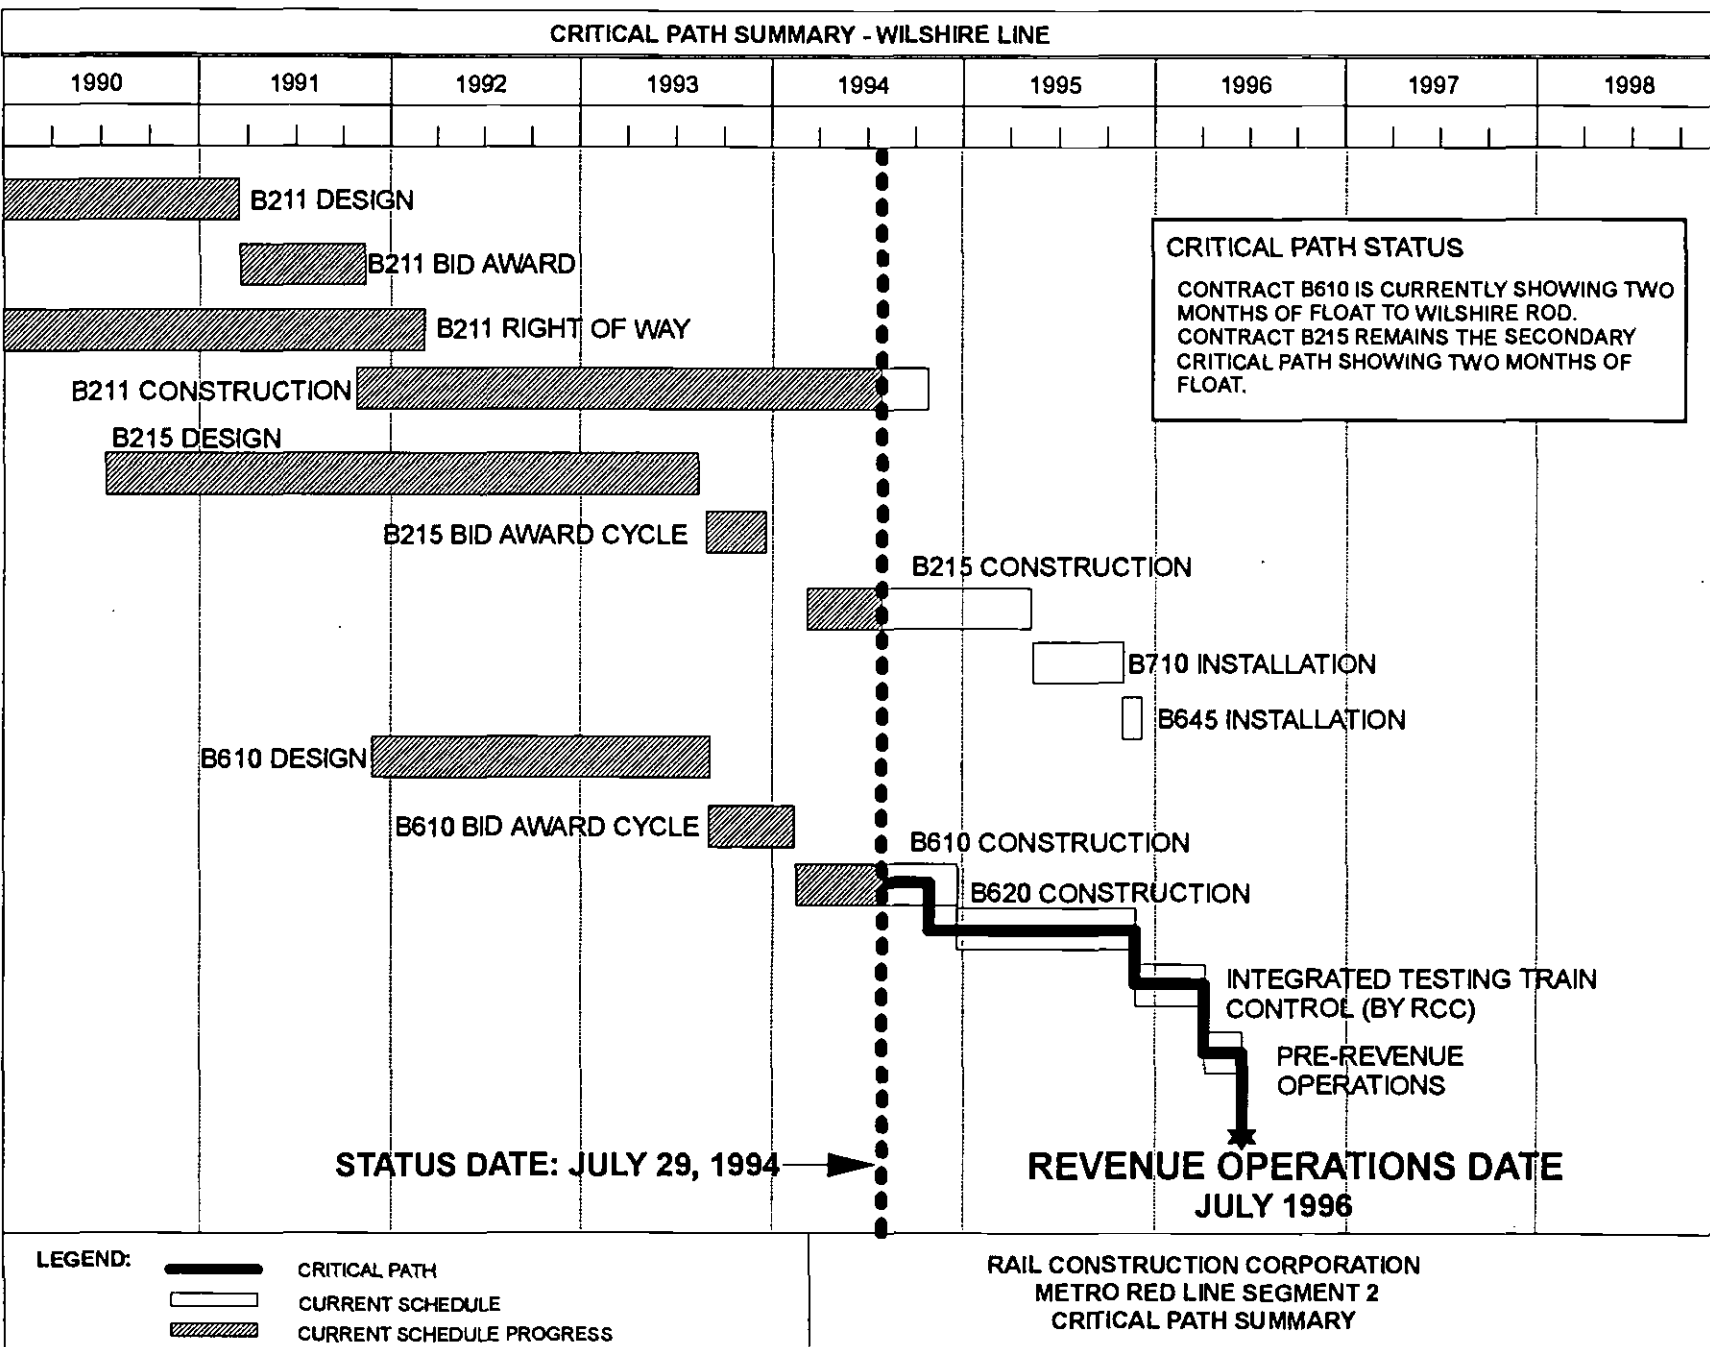 CRITICAL PATH SUMMARY - WILSHIRE LINE
1990 1991 1992 1993 1994 1995 1996 1997 1998
B211 DESIGN
B211 BID AWARD
B211 RIGHT OF WAY
B211 CONSTRUCTION
B215 DESIGN
B215 BID AWARD CYCLE
B215 CONSTRUCTION
B710 INSTALLATION
B645 INSTALLATION
B610 DESIGN
B610 BID AWARD CYCLE
B610 CONSTRUCTION
B620 CONSTRUCTION
INTEGRATED TESTING TRAIN
CONTROL (BY RCC)
PRE-REVENUE
OPERATIONS
CRITICAL PATH STATUS
CONTRACT B610 IS CURRENTLY SHOWING TWO
MONTHS OF FLOAT TO WILSHIRE ROD.
CONTRACT B215 REMAINS THE SECONDARY
CRITICAL PATH SHOWING TWO MONTHS OF
FLOAT.
STATUS DATE: JULY 29, 1994
REVENUE OPERATIONS DATE
JULY 1996
LEGEND:
CRITICAL PATH
CURRENT SCHEDULE
CURRENT SCHEDULE PROGRESS
RAIL CONSTRUCTION CORPORATION
METRO RED LINE SEGMENT 2
CRITICAL PATH SUMMARY